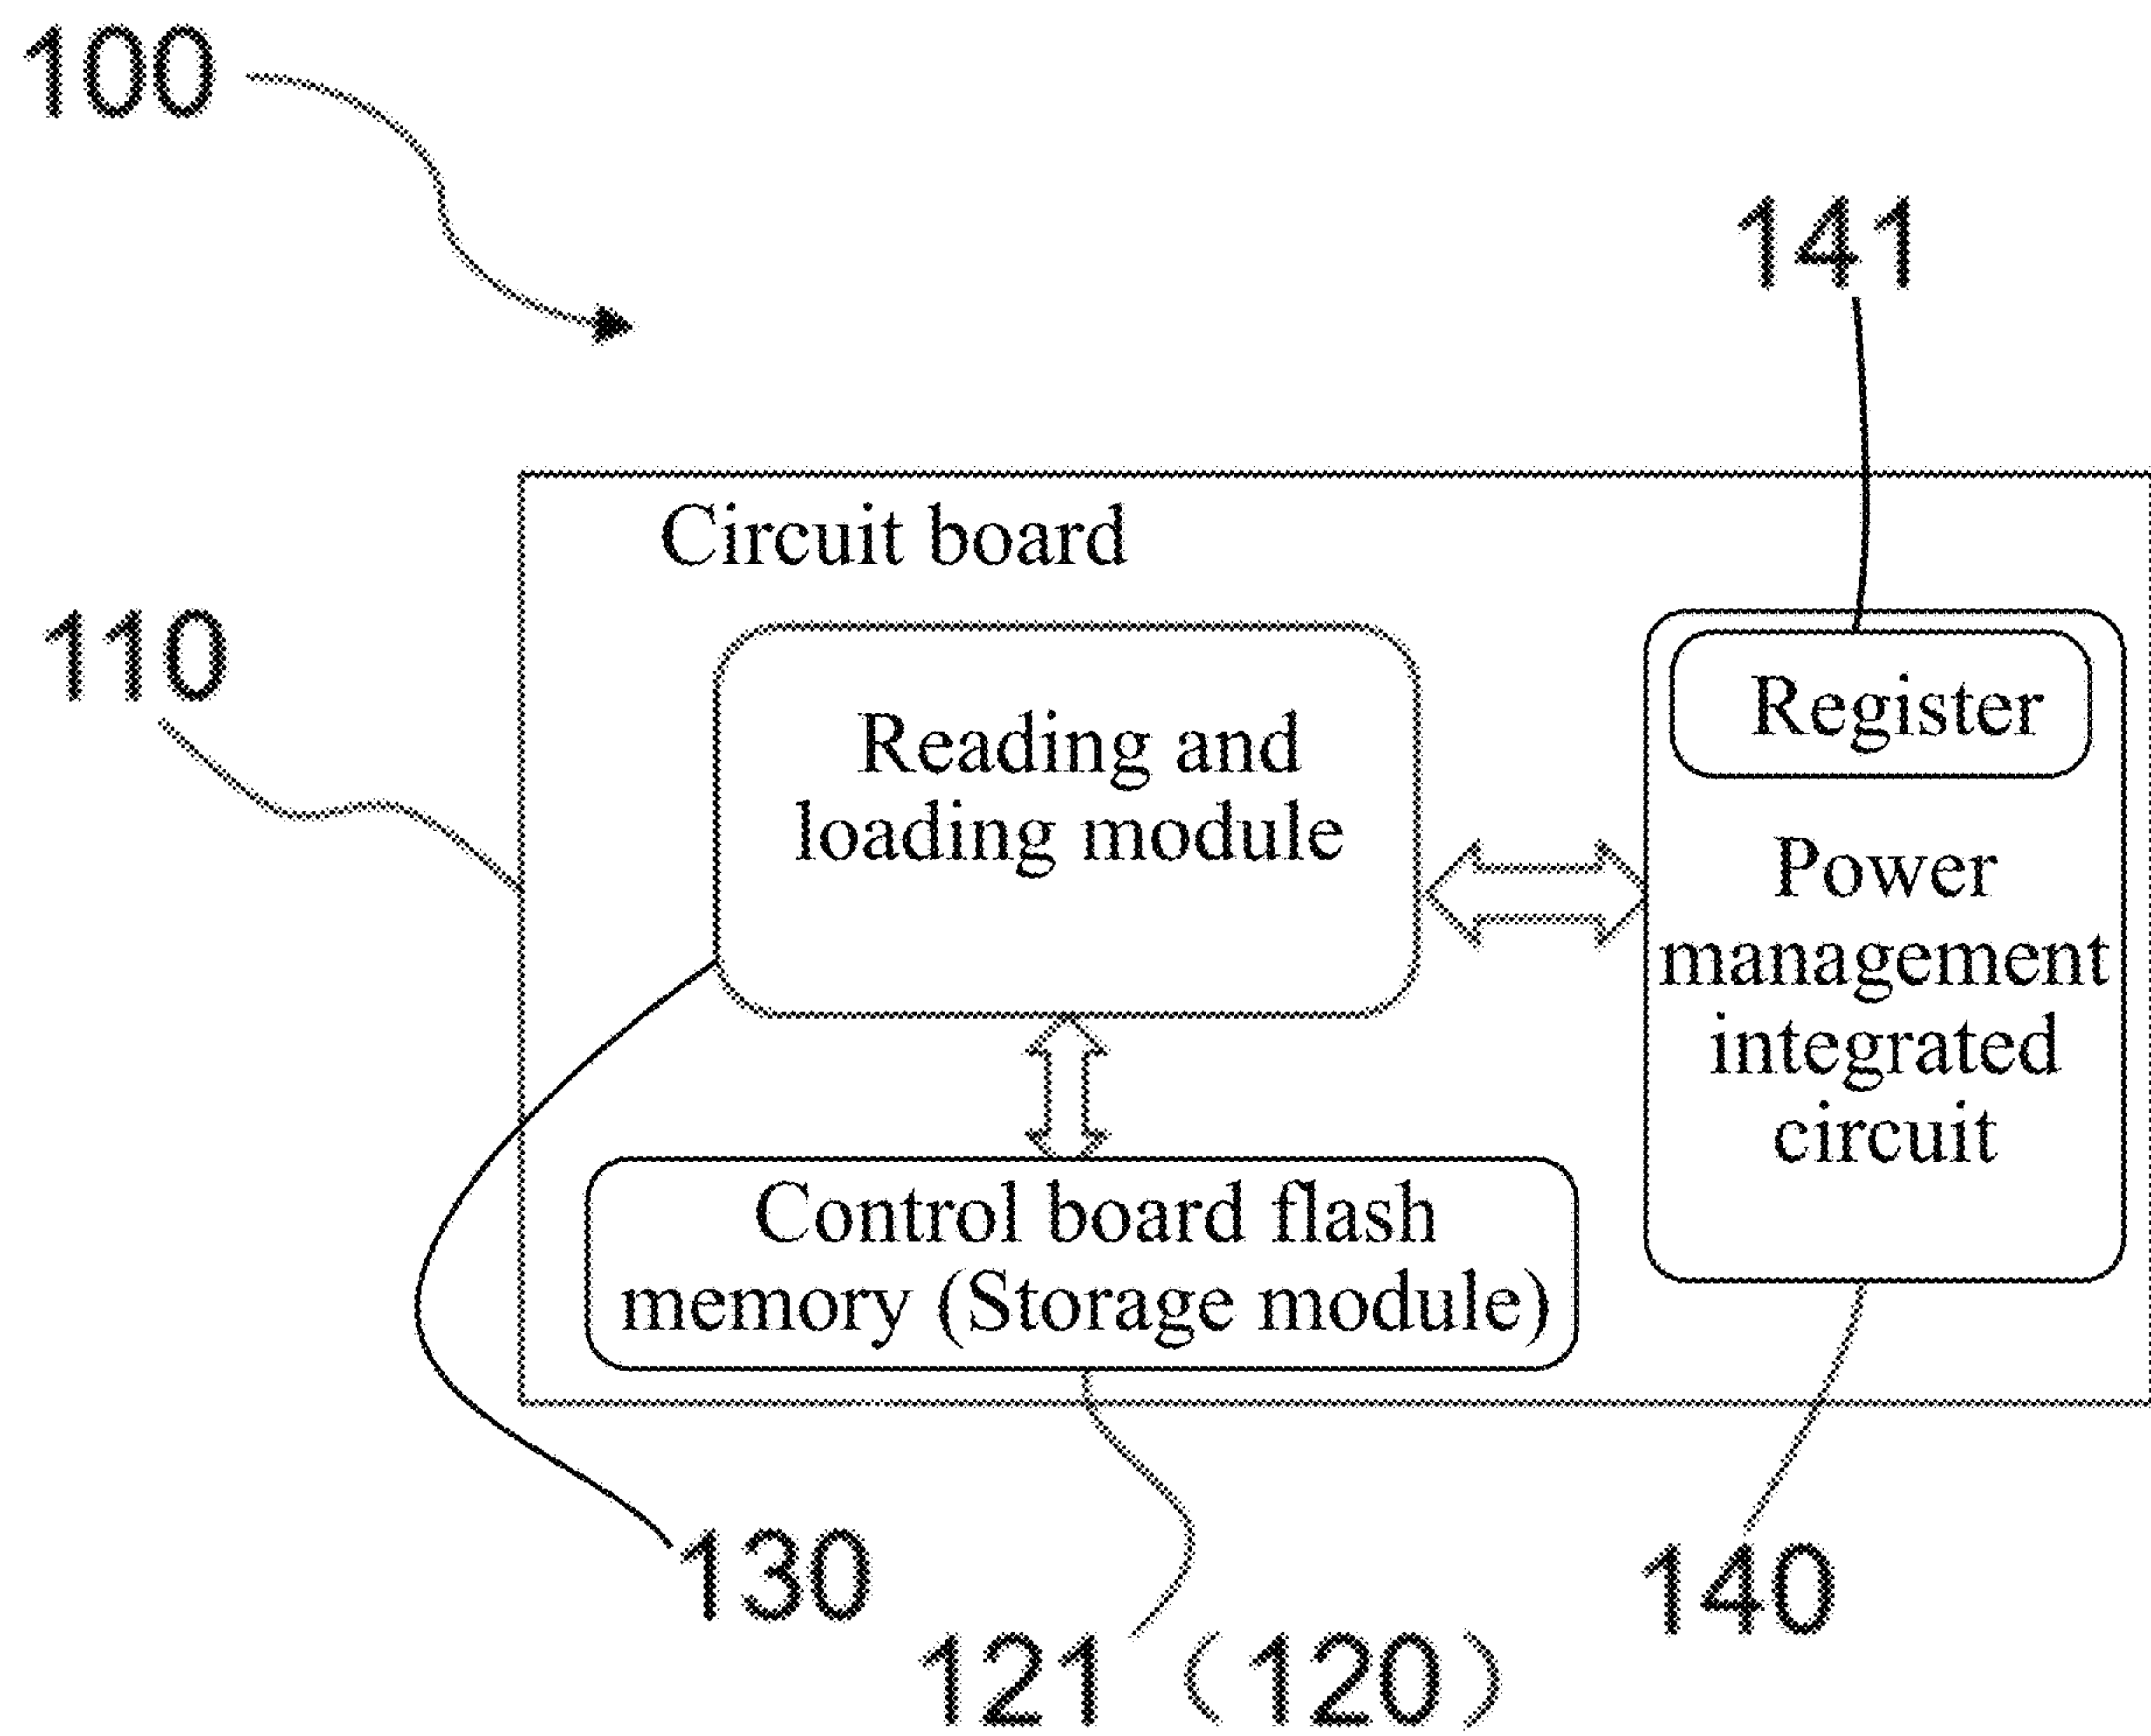 100
141
Circuit board
110
Reading and
loading module
Register
Power
management
integrated
circuit
Control board flash
memory (Storage module)
130
140
121（120）